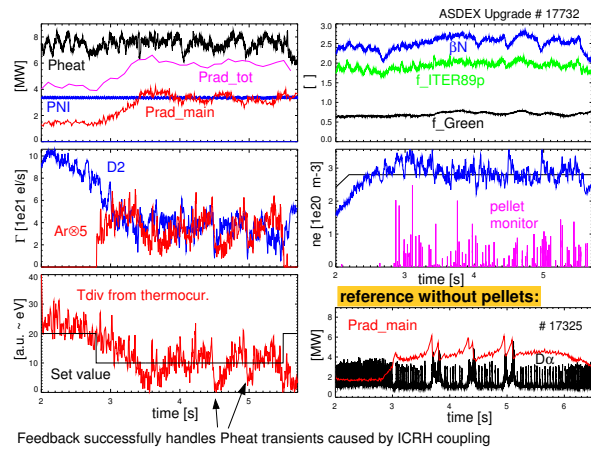 ASDEX Upgrade # 17732
8
6
4
2
0
[MW]
Pheat
Prad_tot
PNI
Prad_main
3.0
2.5
2.0
1.5
1.0
0.5
0.0
[ ]
βN
f_ITER89p
f_Green
10
8
6
4
2
0
Γ [1e21 el/s]
D2
Ar⊗5
4
3
2
1
0
ne [1e20 m-3]
pellet
monitor
2 3 4 5
time [s]
40
30
20
10
0
[a.u. ~ eV]
Tdiv from thermocur.
Set value
2 3 4 5
time [s]
reference without pellets:
8
6
4
2
0
[MW]
Prad_main
# 17325
Dα
2 3 4 5 6
time [s]
Feedback successfully handles Pheat transients caused by ICRH coupling